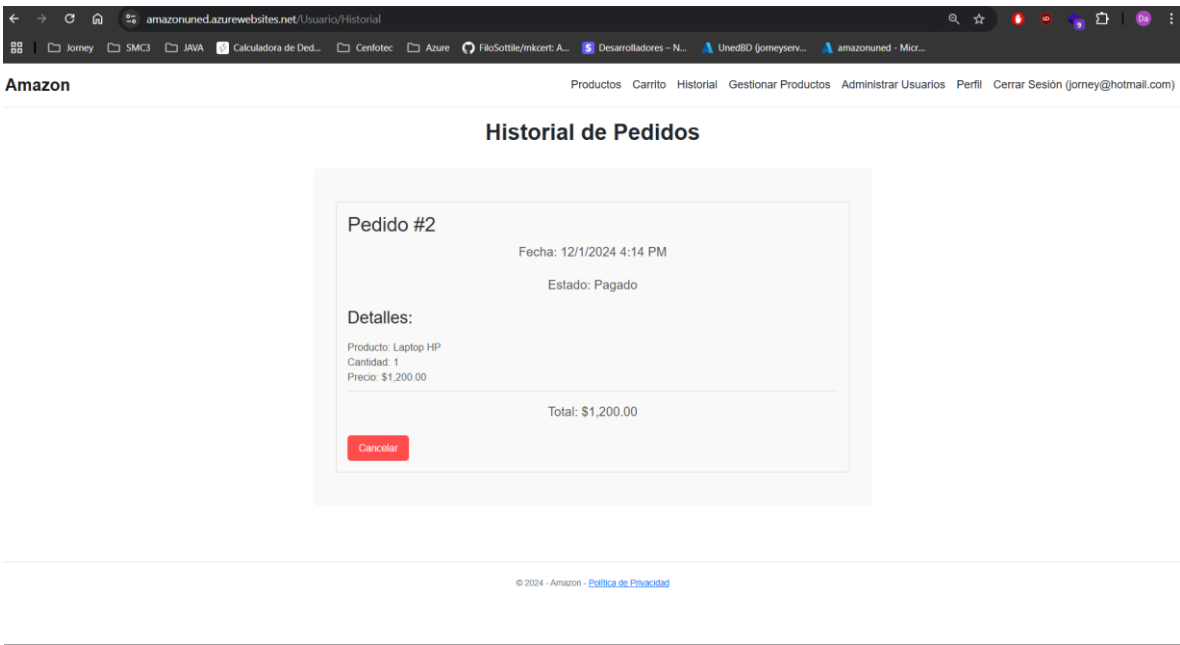 amazonuned.azurewebsites.net/Usuario/Historial
Jorney SMC3 JAVA Calculadora de Ded... Cenfotec Azure FiloSottile/mkcert: A... Desarrolladores – N... UnedBD (jorneyserv... amazonuned - Micr...
Amazon Productos Carrito Historial Gestionar Productos Administrar Usuarios Perfil Cerrar Sesión (jorney@hotmail.com)
Historial de Pedidos
Pedido #2
Fecha: 12/1/2024 4:14 PM
Estado: Pagado
Detalles:
Producto: Laptop HP
Cantidad: 1
Precio: $1,200.00
Total: $1,200.00
Cancelar
© 2024 - Amazon - Política de Privacidad